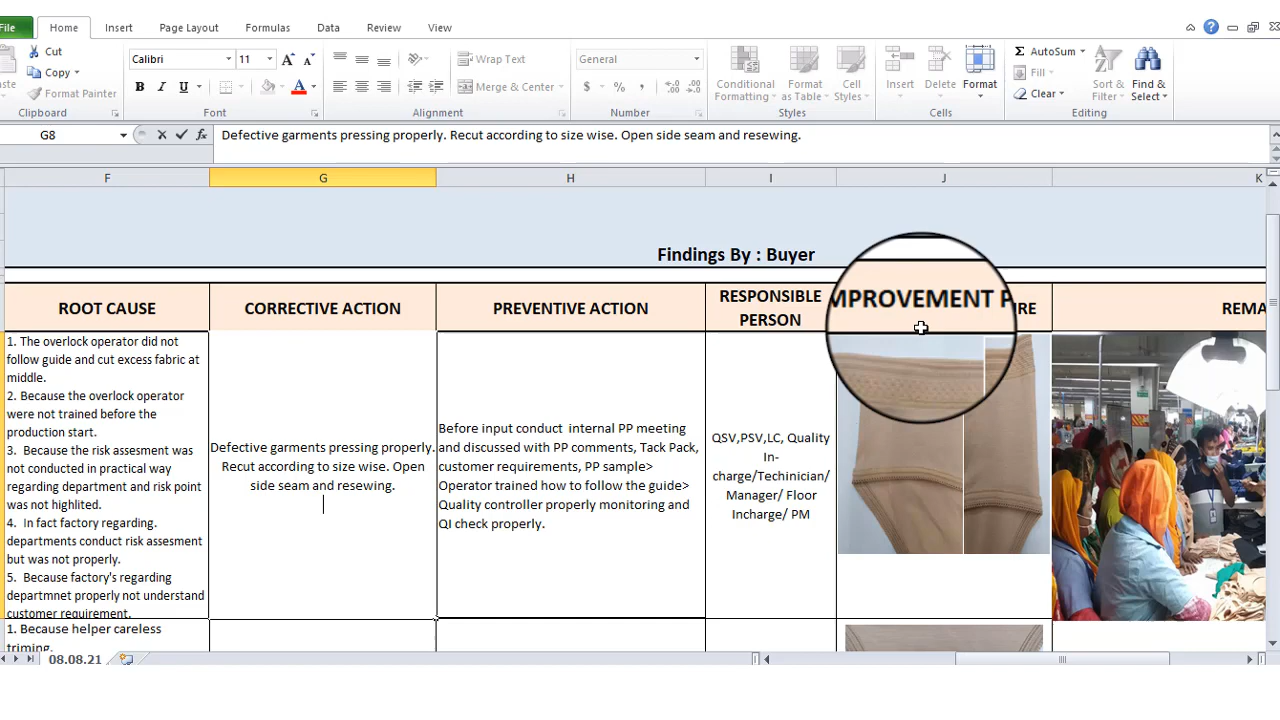 File Home Insert Page Layout Formulas Data Review View
Cut
Copy
Format Painter
Clipboard
Calibri 11
B I U
Font
Wrap Text
Merge & Center
Alignment
General
$ % ,
Number
Conditional Formatting
Format as Table
Cell Styles
Styles
Insert
Delete
Format
Cells
AutoSum
Fill
Clear
Sort & Filter
Find & Select
Editing
G8
fx
Defective garments pressing properly. Recut according to size wise. Open side seam and resewing.
F G H I J K
Findings By : Buyer
ROOT CAUSE
CORRECTIVE ACTION
PREVENTIVE ACTION
RESPONSIBLE
PERSON
MPROVEMENT P
IRE
REMA
1. The overlock operator did not
follow guide and cut excess fabric at
middle.
2. Because the overlock operator
were not trained before the
production start.
3. Because the risk assesment was
not conducted in practical way
regarding department and risk point
was not highlited.
4. In fact factory regarding.
departments conduct risk assesment
but was not properly.
5. Because factory's regarding
departmnet properly not understand
customer requirement.
Defective garments pressing properly.
Recut according to size wise. Open
side seam and resewing.
Before input conduct internal PP meeting
and discussed with PP comments, Tack Pack,
customer requirements, PP sample>
Operator trained how to follow the guide>
Quality controller properly monitoring and
QI check properly.
QSV,PSV,LC, Quality
In-
charge/Techinician/
Manager/ Floor
Incharge/ PM
1. Because helper careless
triming.
08.08.21